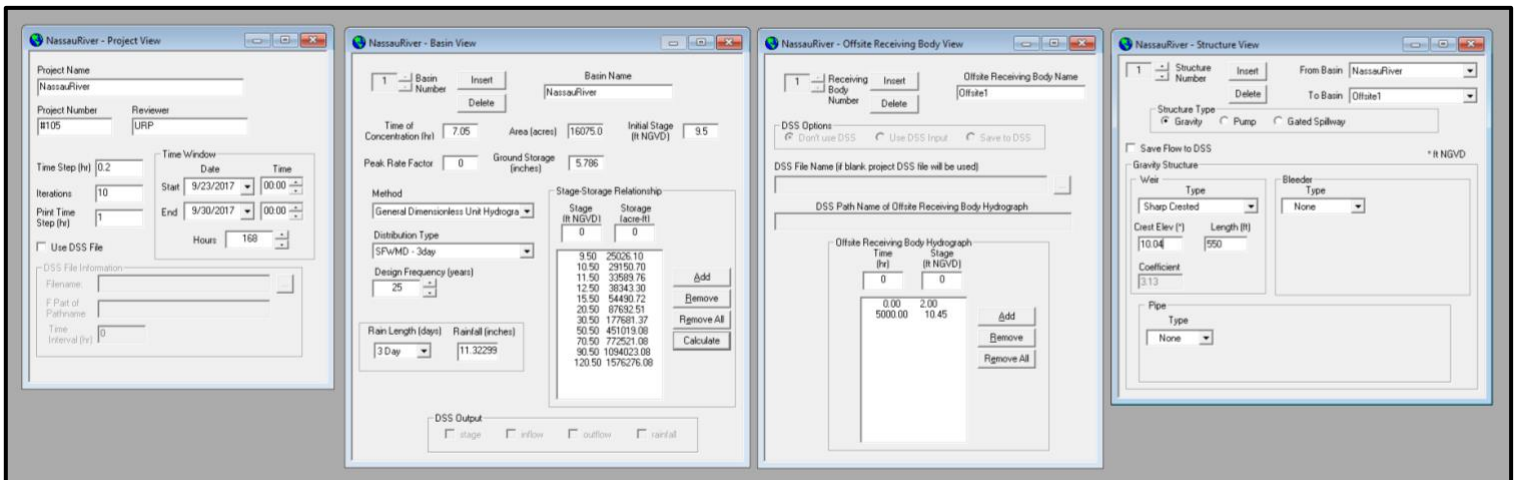 NassauRiver - Project View
Project Name
NassauRiver
Project Number Reviewer
#105 URP
Time Step (hr) 0.2
Iterations 10
Print Time
Step (hr) 1
Use DSS File
Time Window
Date Time
Start 9/23/2017 00:00
End 9/30/2017 00:00
Hours 168
DSS File Information
Filename:
F Part of
Pathname
Time
Interval (hr) 0
NassauRiver - Basin View
1 Basin
Number
Insert
Delete
Basin Name
NassauRiver
Time of
Concentration (hr) 7.05
Area (acres) 16075.0
Initial Stage
(ft NGVD) 9.5
Peak Rate Factor 0
Ground Storage
(inches) 5.786
Method
General Dimensionless Unit Hydrogra
Distribution Type
SFWMD - 3day
Design Frequency (years)
25
Rain Length (days) Rainfall (inches)
3 Day 11.32299
Stage-Storage Relationship
Stage Storage
(ft NGVD) (acre-ft)
0 0
9.50 25026.10
10.50 29150.70
11.50 33589.76
12.50 38343.30
15.50 54490.72
20.50 87692.51
30.50 177681.37
50.50 451019.08
70.50 772521.08
90.50 1094023.08
120.50 1576276.08
Add
Remove
Remove All
Calculate
DSS Output
stage inflow outflow rainfall
NassauRiver - Offsite Receiving Body View
1 Receiving
Body
Number
Insert
Delete
Offsite Receiving Body Name
Offsite1
DSS Options
Don't use DSS Use DSS Input Save to DSS
DSS File Name (if blank project DSS file will be used)
...
DSS Path Name of Offsite Receiving Body Hydrograph
Offsite Receiving Body Hydrograph
Time Stage
(hr) (ft NGVD)
0 0
0.00 2.00
5000.00 10.45
Add
Remove
Remove All
NassauRiver - Structure View
1 Structure
Number
Insert
Delete
From Basin NassauRiver
To Basin Offsite1
Structure Type
Gravity Pump Gated Spillway
Save Flow to DSS
* ft NGVD
Gravity Structure
Weir
Type
Sharp Crested
Crest Elev (*) Length (ft)
10.04 550
Coefficient
3.13
Bleeder
Type
None
Pipe
Type
None